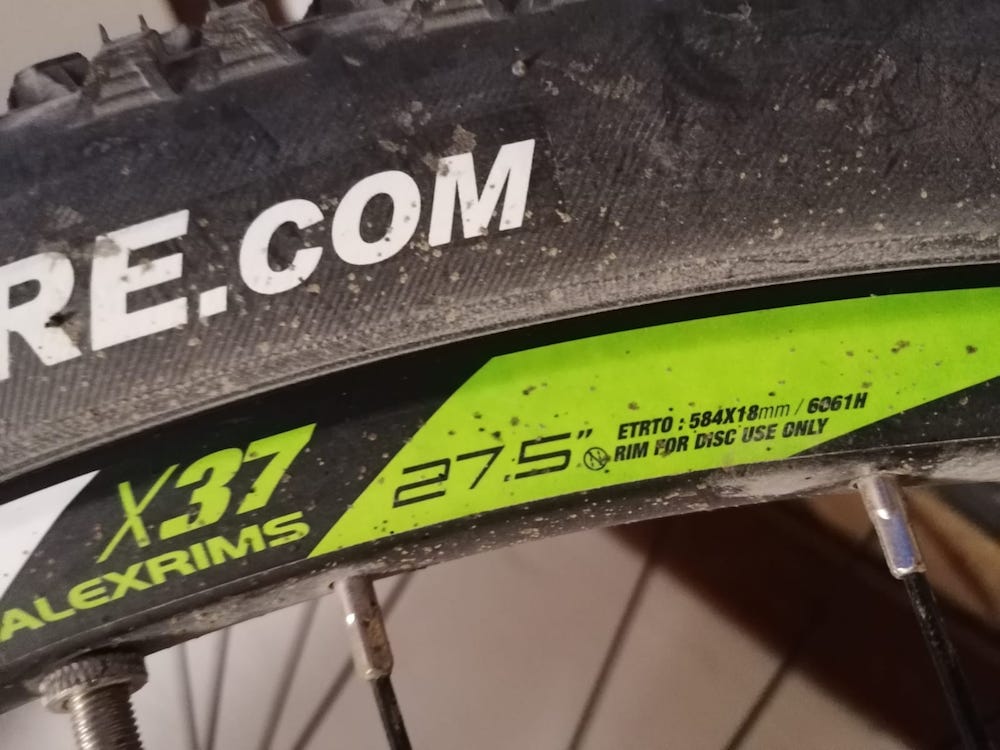 RE.COM
X37
ALEXRIMS
27.5"
ETRTO : 584X18mm / 6061H
RIM FOR DISC USE ONLY